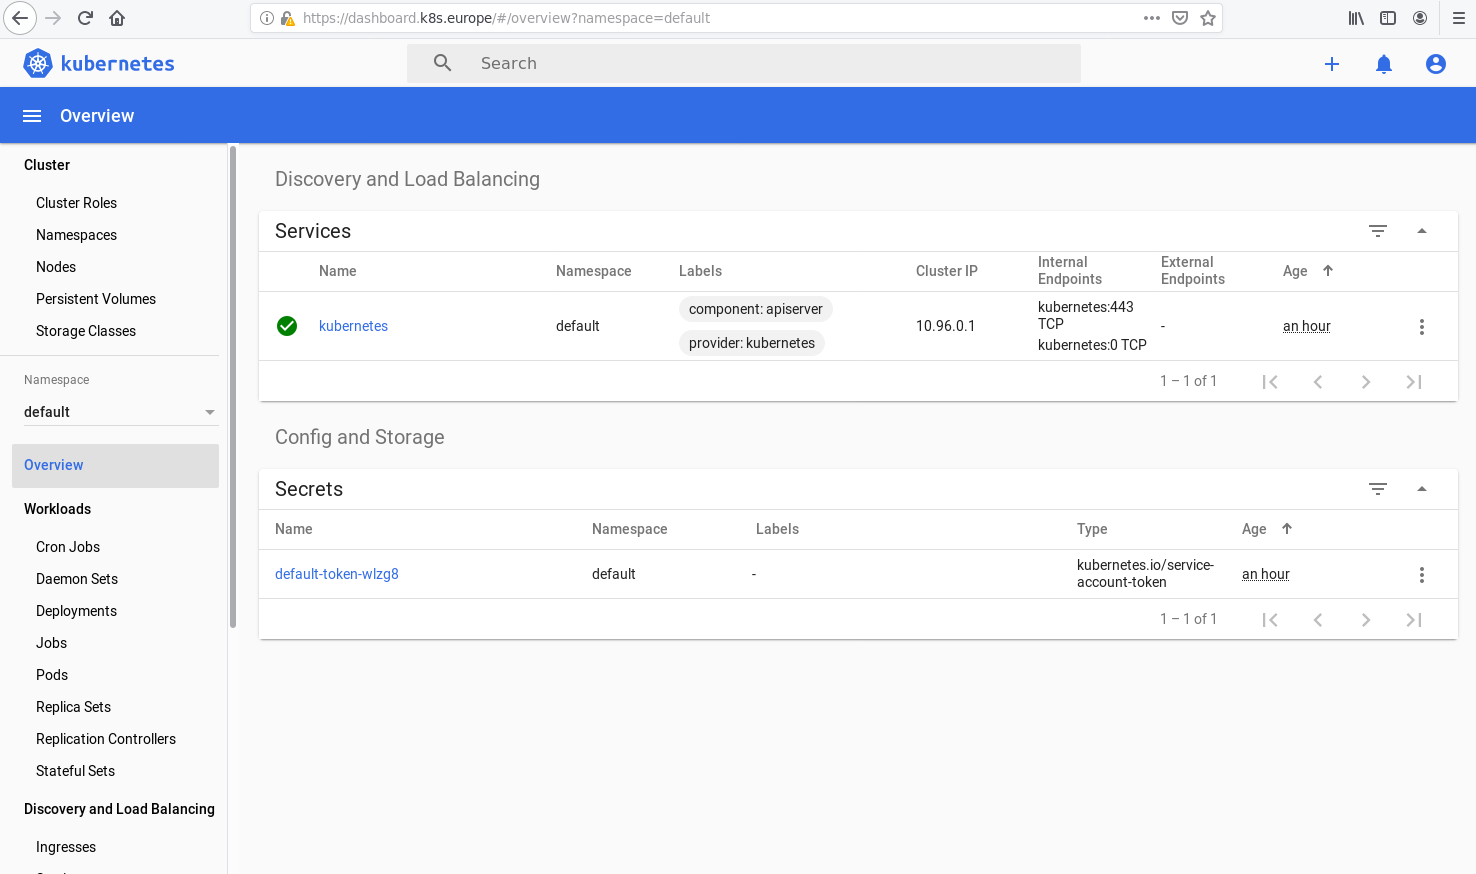 https://dashboard.k8s.europe/#/overview?namespace=default
kubernetes
Search
Overview
Cluster
Cluster Roles
Namespaces
Nodes
Persistent Volumes
Storage Classes
Namespace
default
Overview
Workloads
Cron Jobs
Daemon Sets
Deployments
Jobs
Pods
Replica Sets
Replication Controllers
Stateful Sets
Discovery and Load Balancing
Ingresses
Discovery and Load Balancing
Services
Name Namespace Labels Cluster IP Internal Endpoints External Endpoints Age
kubernetes default component: apiserver provider: kubernetes 10.96.0.1 kubernetes:443 TCP kubernetes:0 TCP - an hour
1 – 1 of 1
Config and Storage
Secrets
Name Namespace Labels Type Age
default-token-wlzg8 default - kubernetes.io/service-account-token an hour
1 – 1 of 1